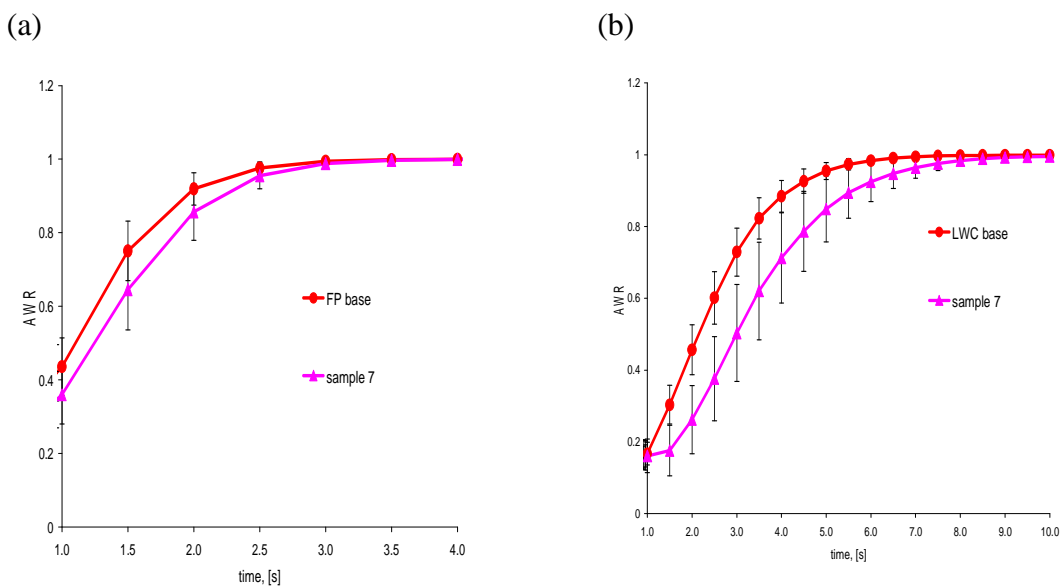 (a)
1.2
1
0.8
0.6
0.4
0.2
0
A W R
1.0 1.5 2.0 2.5 3.0 3.5 4.0
time, [s]
FP base
sample 7
(b)
1.2
1
0.8
0.6
0.4
0.2
0
A W R
1.0 2.0 3.0 4.0 5.0 6.0 7.0 8.0 9.0 10.0
time, [s]
LWC base
sample 7